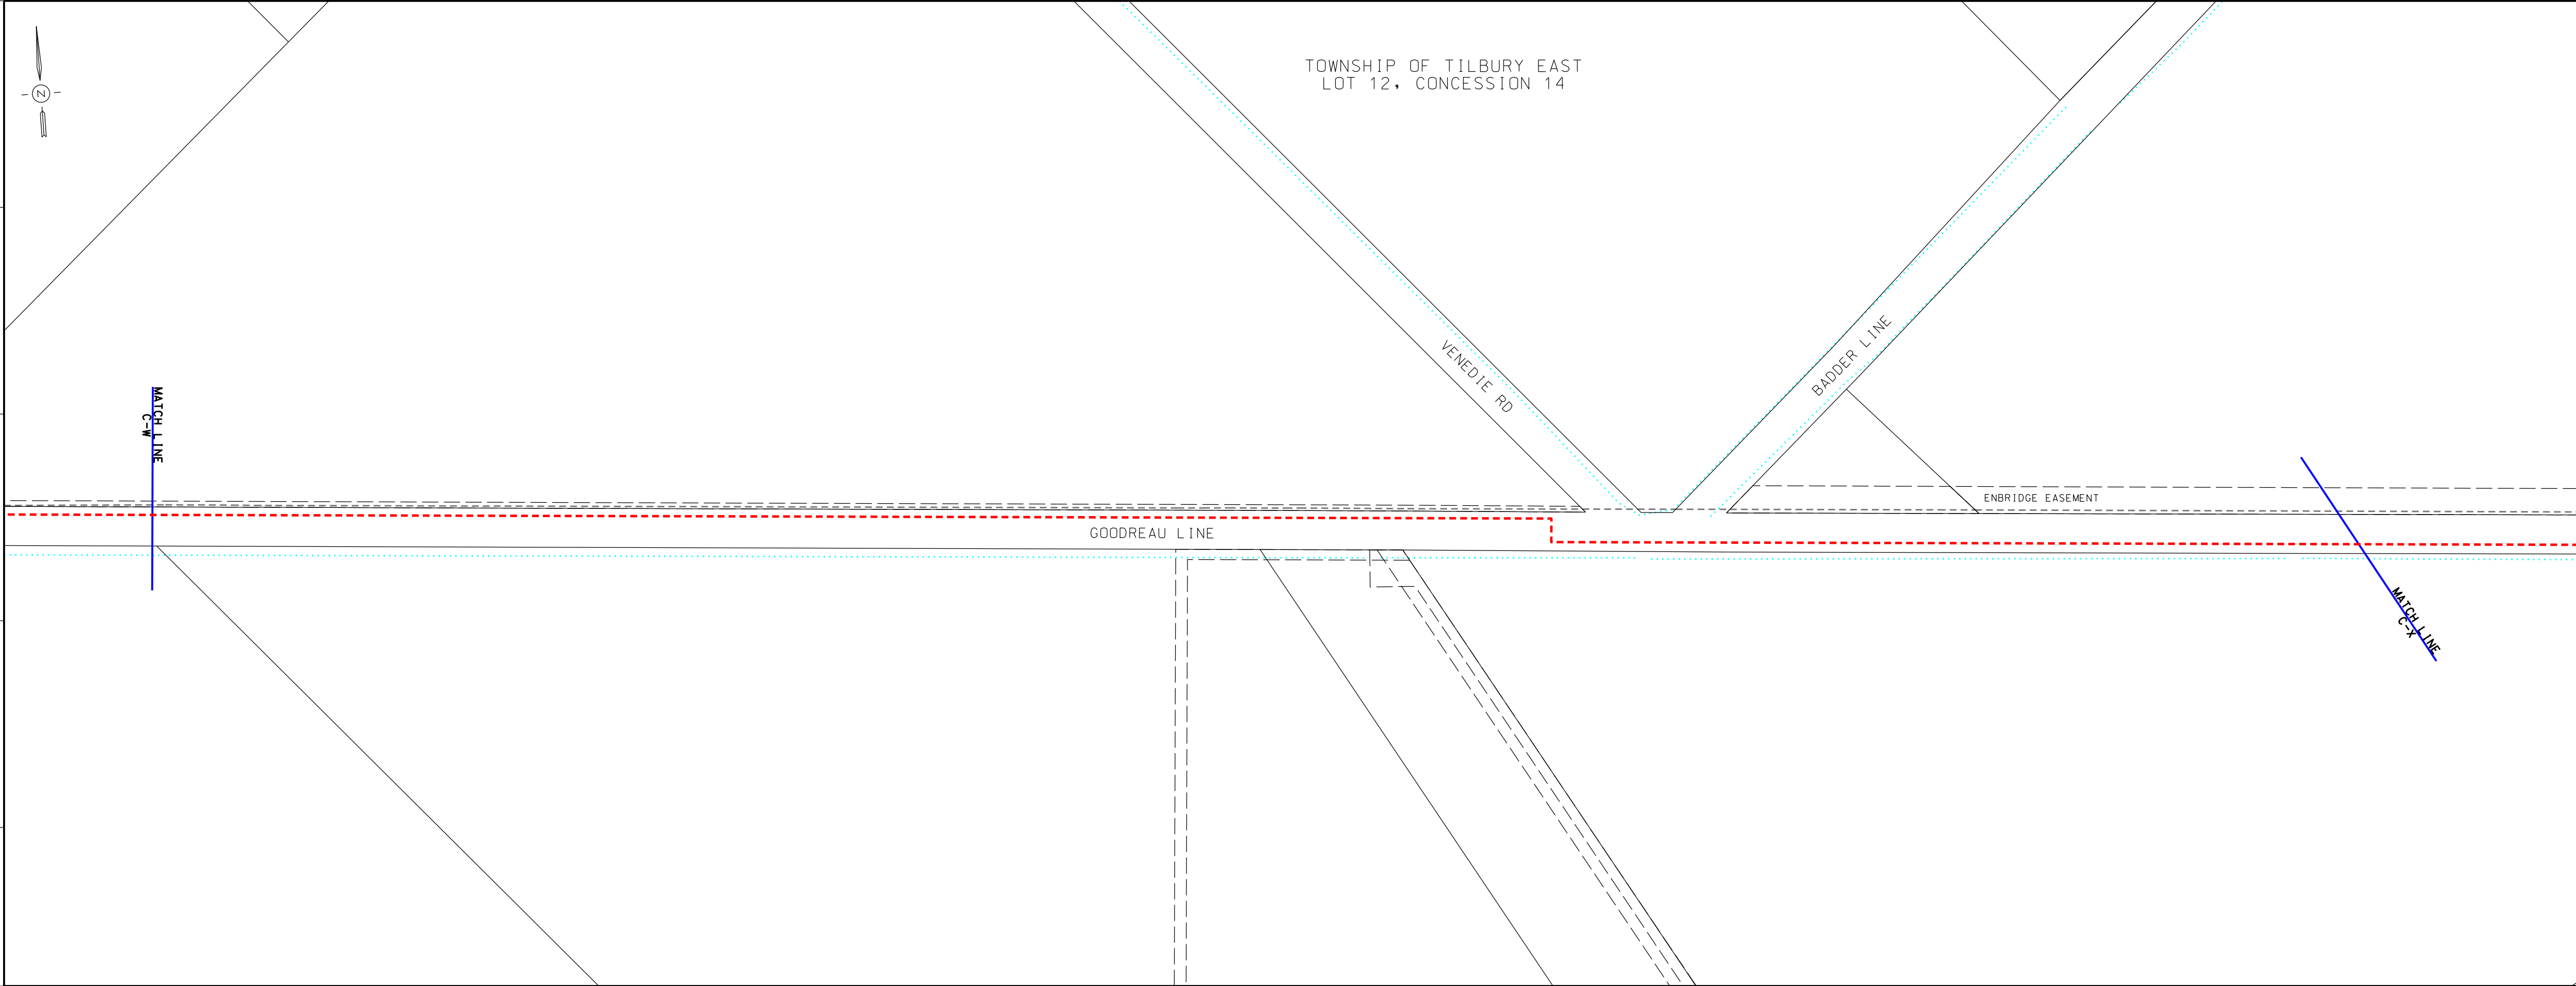 TOWNSHIP OF TILBURY EAST
LOT 12, CONCESSION 14
N
VENEDIE RD
BADDER LINE
MATCH LINE
C-W
ENBRIDGE EASEMENT
GOODREAU LINE
MATCH LINE
C-X